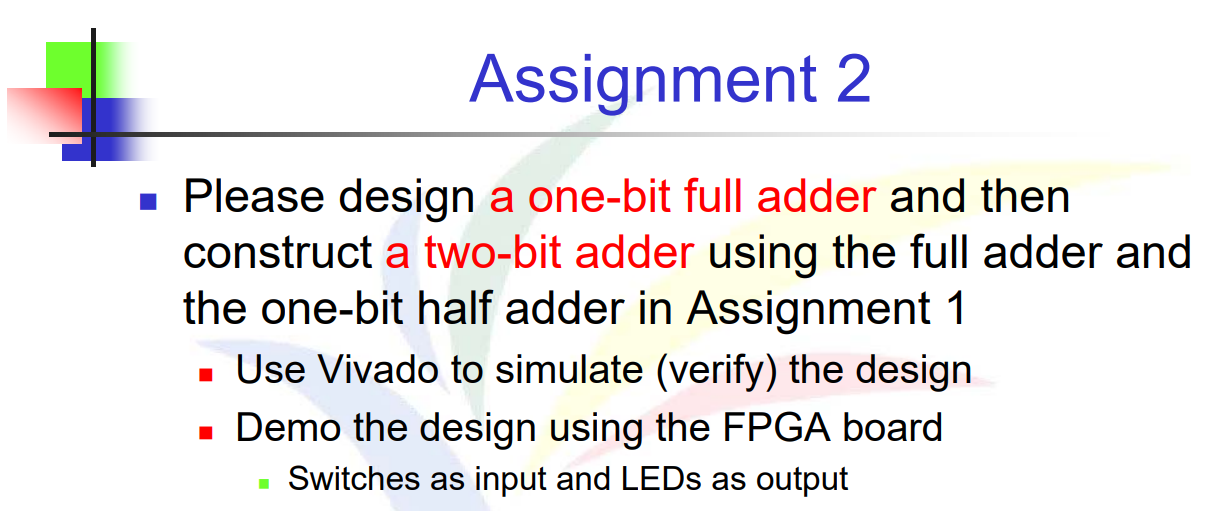 Assignment 2
Please design a one-bit full adder and then
construct a two-bit adder using the full adder and
the one-bit half adder in Assignment 1
Use Vivado to simulate (verify) the design
Demo the design using the FPGA board
Switches as input and LEDs as output